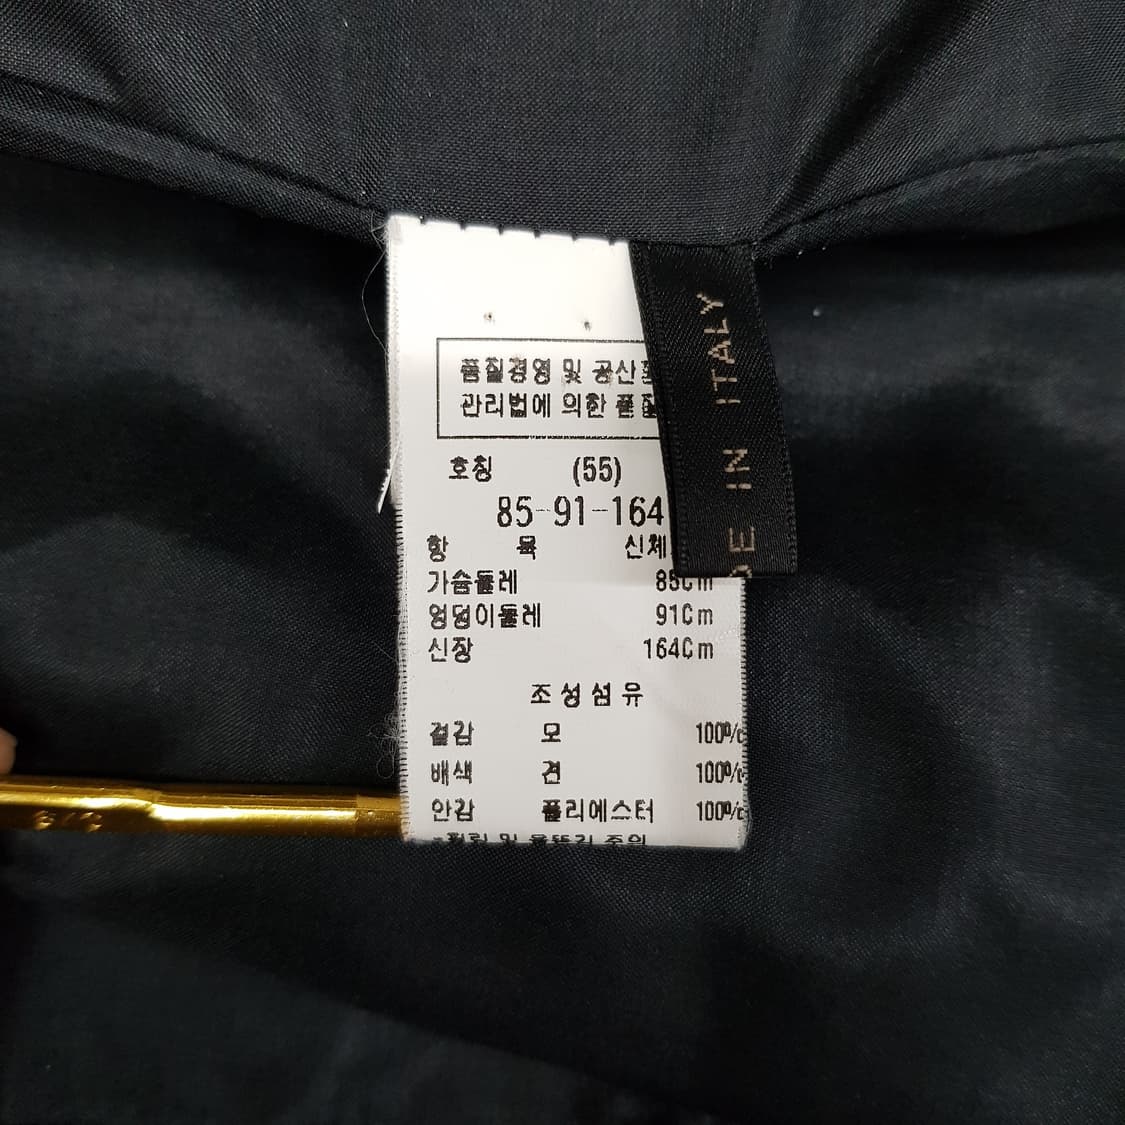 품질경영 및 공산품
관리법에 의한 품질
호칭 (55)
85-91-164
항 목 신체
가슴둘레 85Cm
엉덩이둘레 91Cm
신장 164Cm
조성섬유
겉감 모 100%
배색 견 100%
안감 폴리에스터 100%
및 주의
DE IN ITALY